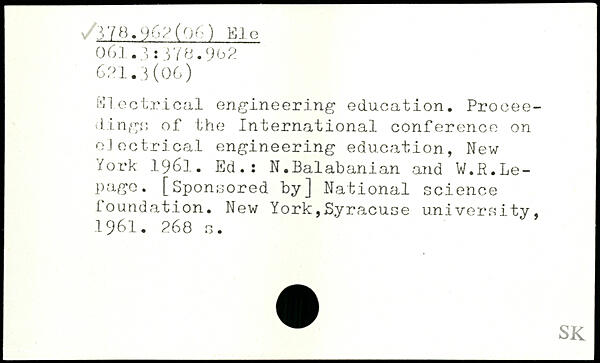 378.962(06) Ele
061.3:378.962
621.3(06)
Electrical engineering education. Procee-
dings of the International conference on
electrical engineering education, New
York 1961. Ed.: N.Balabanian and W.R.Le-
page. [Sponsored by] National science
foundation. New York,Syracuse university,
1961. 268 s.
SK